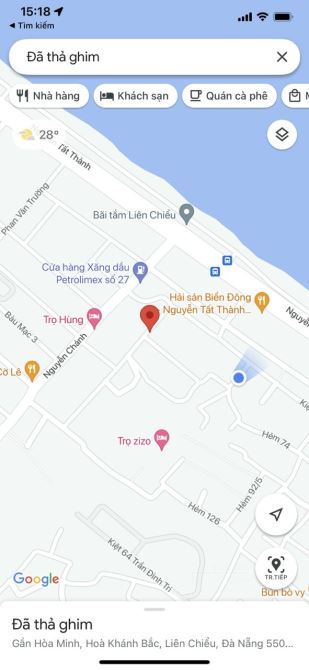 15:18
Tìm kiếm
Đã thả ghim
Nhà hàng
Khách sạn
Quán cà phê
28°
Tất Thành
Phan Văn Trường
Bãi tắm Liên Chiểu
Cửa hàng Xăng dầu
Petrolimex số 27
Hải sản Biển Đông
Nguyễn Tất Thành...
Nguyễ
Trọ Hùng
Bàu Mạc 3
Nguyễn Chánh
Cờ Lê
Trọ zizo
Hẻm 74
Hẻm 92/5
Hẻm 126
Kiệt 64 Trần Đình Tri
TR.TIẾP
Google
Bún bò vy
Đã thả ghim
Gần Hòa Minh, Hoà Khánh Bắc, Liên Chiểu, Đà Nẵng 550...